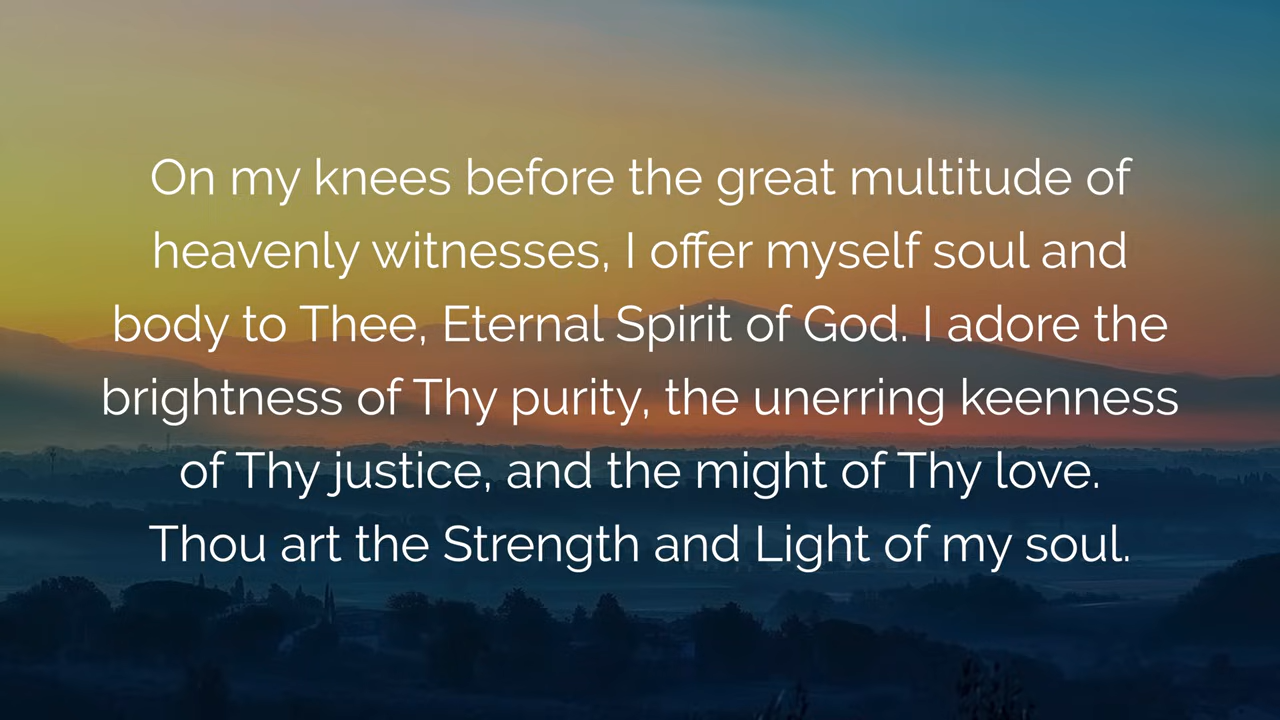 On my knees before the great multitude of
heavenly witnesses, I offer myself soul and
body to Thee, Eternal Spirit of God. I adore the
brightness of Thy purity, the unerring keenness
of Thy justice, and the might of Thy love.
Thou art the Strength and Light of my soul.